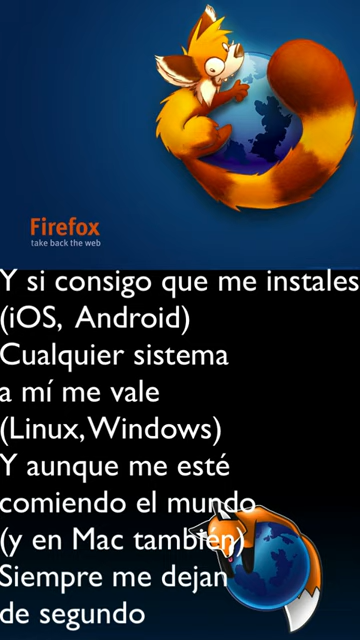 Firefox
take back the web
Y si consigo que me instales
(iOS, Android)
Cualquier sistema
a mí me vale
(Linux,Windows)
Y aunque me esté
comiendo el mundo
(y en Mac también)
Siempre me dejan
de segundo